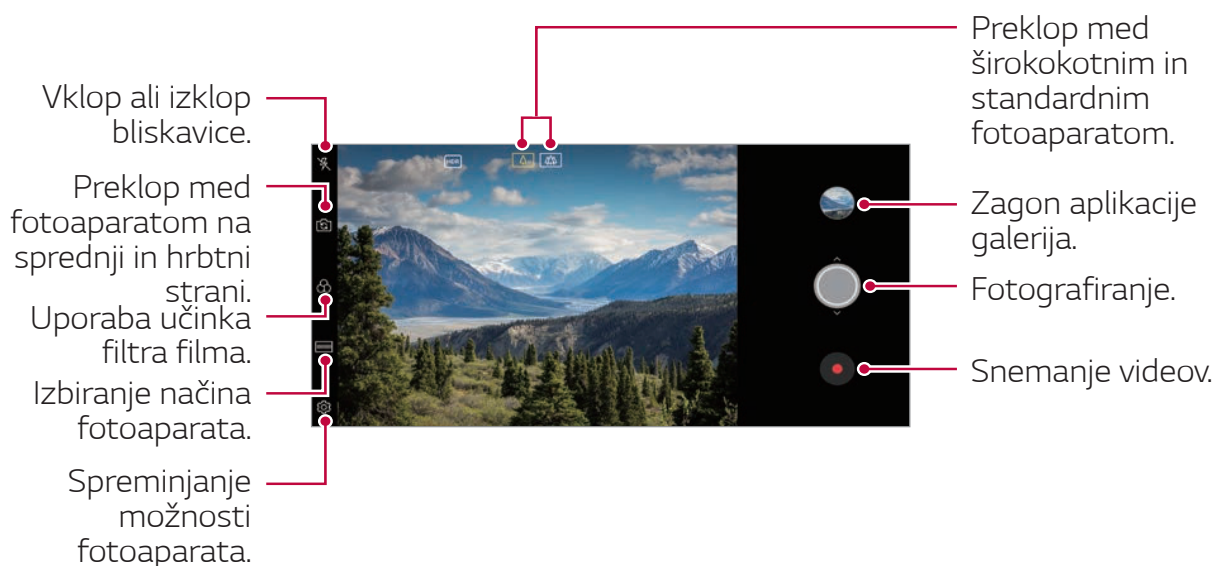 Vklop ali izklop
bliskavice.
Preklop med
fotoaparatom na
sprednji in hrbtni
strani.
Uporaba učinka
filtra filma.
Izbiranje načina
fotoaparata.
Spreminjanje
možnosti
fotoaparata.
HDR
Preklop med
širokokotnim in
standardnim
fotoaparatom.
Zagon aplikacije
galerija.
Fotografiranje.
Snemanje videov.